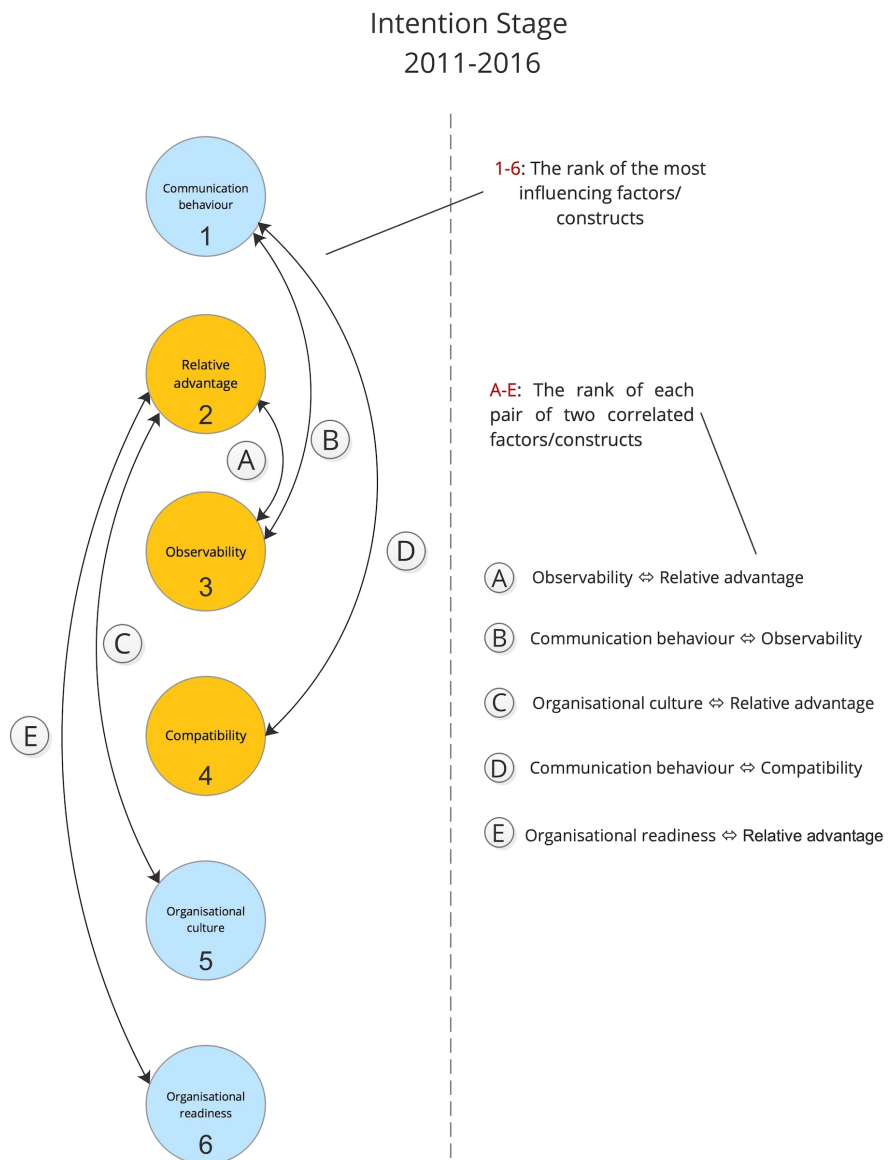 Intention Stage
2011-2016
Communication
behaviour
1
Relative
advantage
2
Observability
3
Compatibility
4
Organisational
culture
5
Organisational
readiness
6
A
B
C
D
E
1-6: The rank of the most
influencing factors/
constructs
A-E: The rank of each
pair of two correlated
factors/constructs
A Observability ⇔ Relative advantage
B Communication behaviour ⇔ Observability
C Organisational culture ⇔ Relative advantage
D Communication behaviour ⇔ Compatibility
E Organisational readiness ⇔ Relative advantage